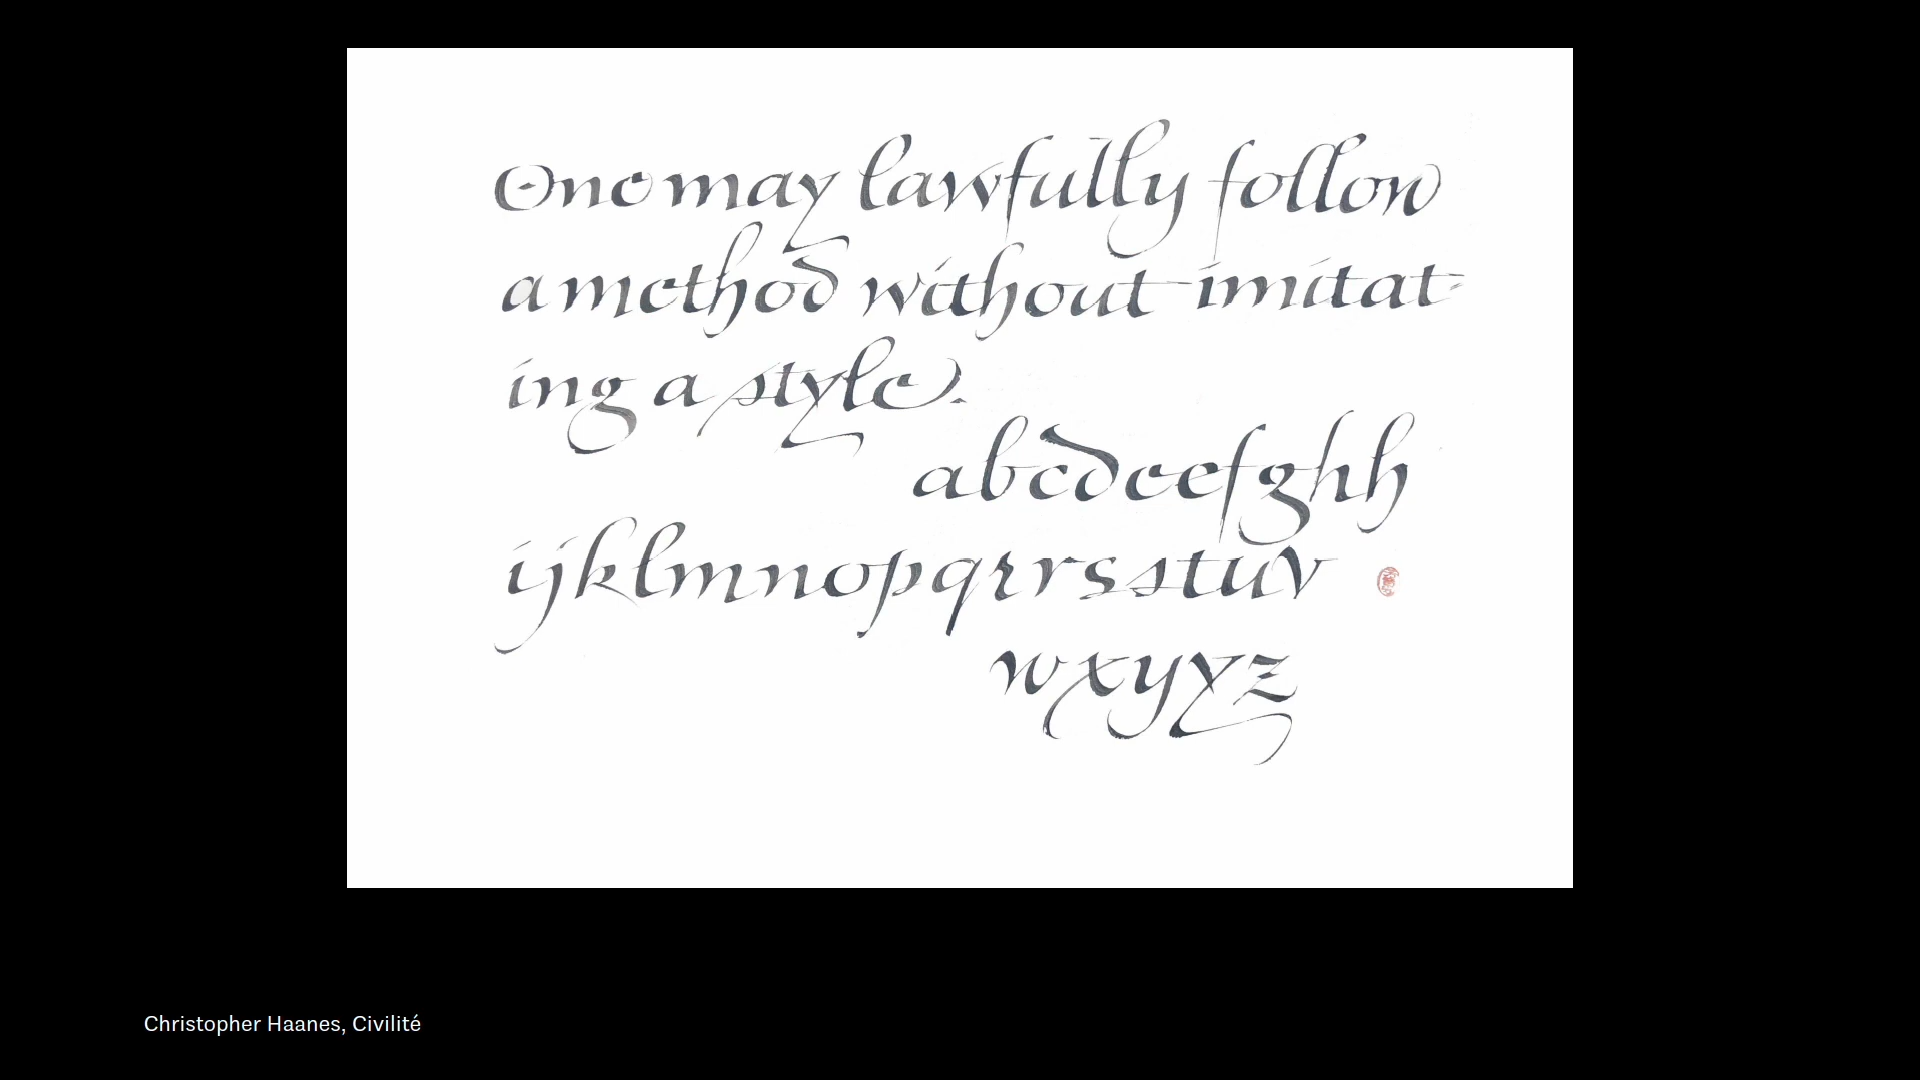 One may lawfully follow
a method without imitat-
ing a style.
abcdeefghh
ijklmnopqrrsstuv
wxyyz
Christopher Haanes, Civilité